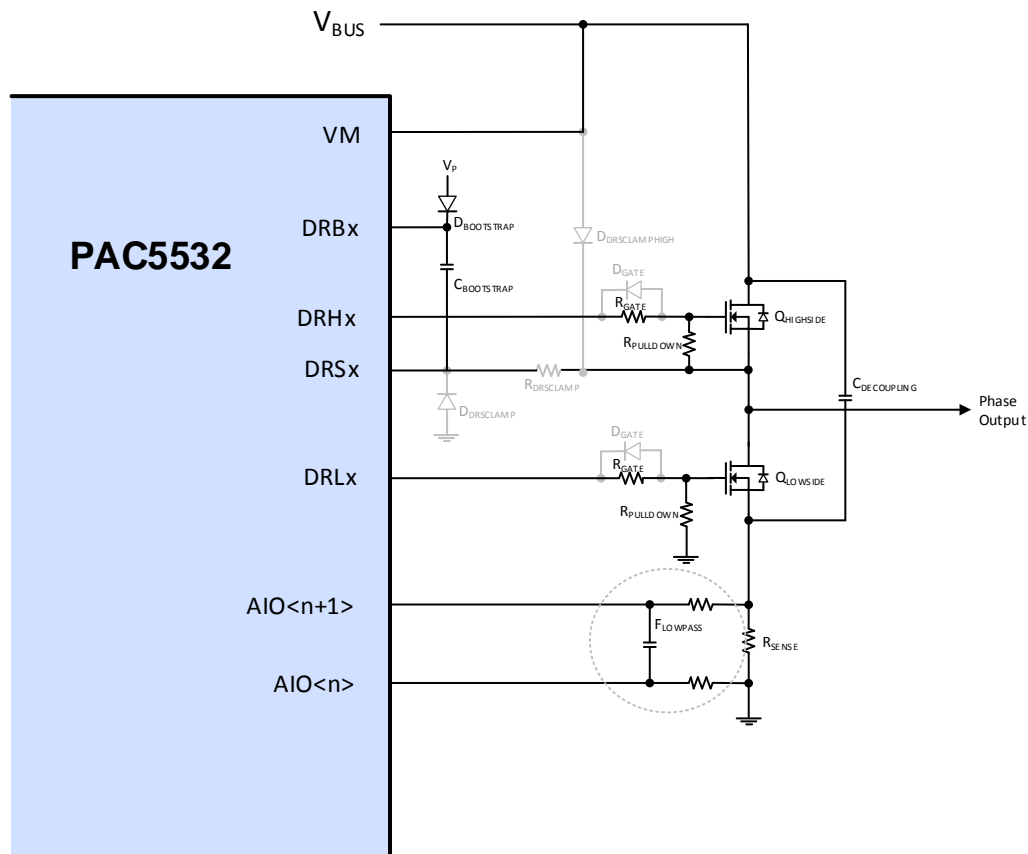 VBUS
VM
VP
DRBx
DBOOTSTRAP
PAC5532
DDRSCLAMPHIGH
CBOOTSTRAP
DGATE
RGATE
DRHx
QHIGHSIDE
RPULLDOWN
DRSx
RDRSCLAMP
CDECOUPLING
Phase
Output
DDRSCLAMP
DGATE
RGATE
DRLx
QLOWSIDE
RPULLDOWN
AIO<n+1>
FLOWPASS
RSENSE
AIO<n>